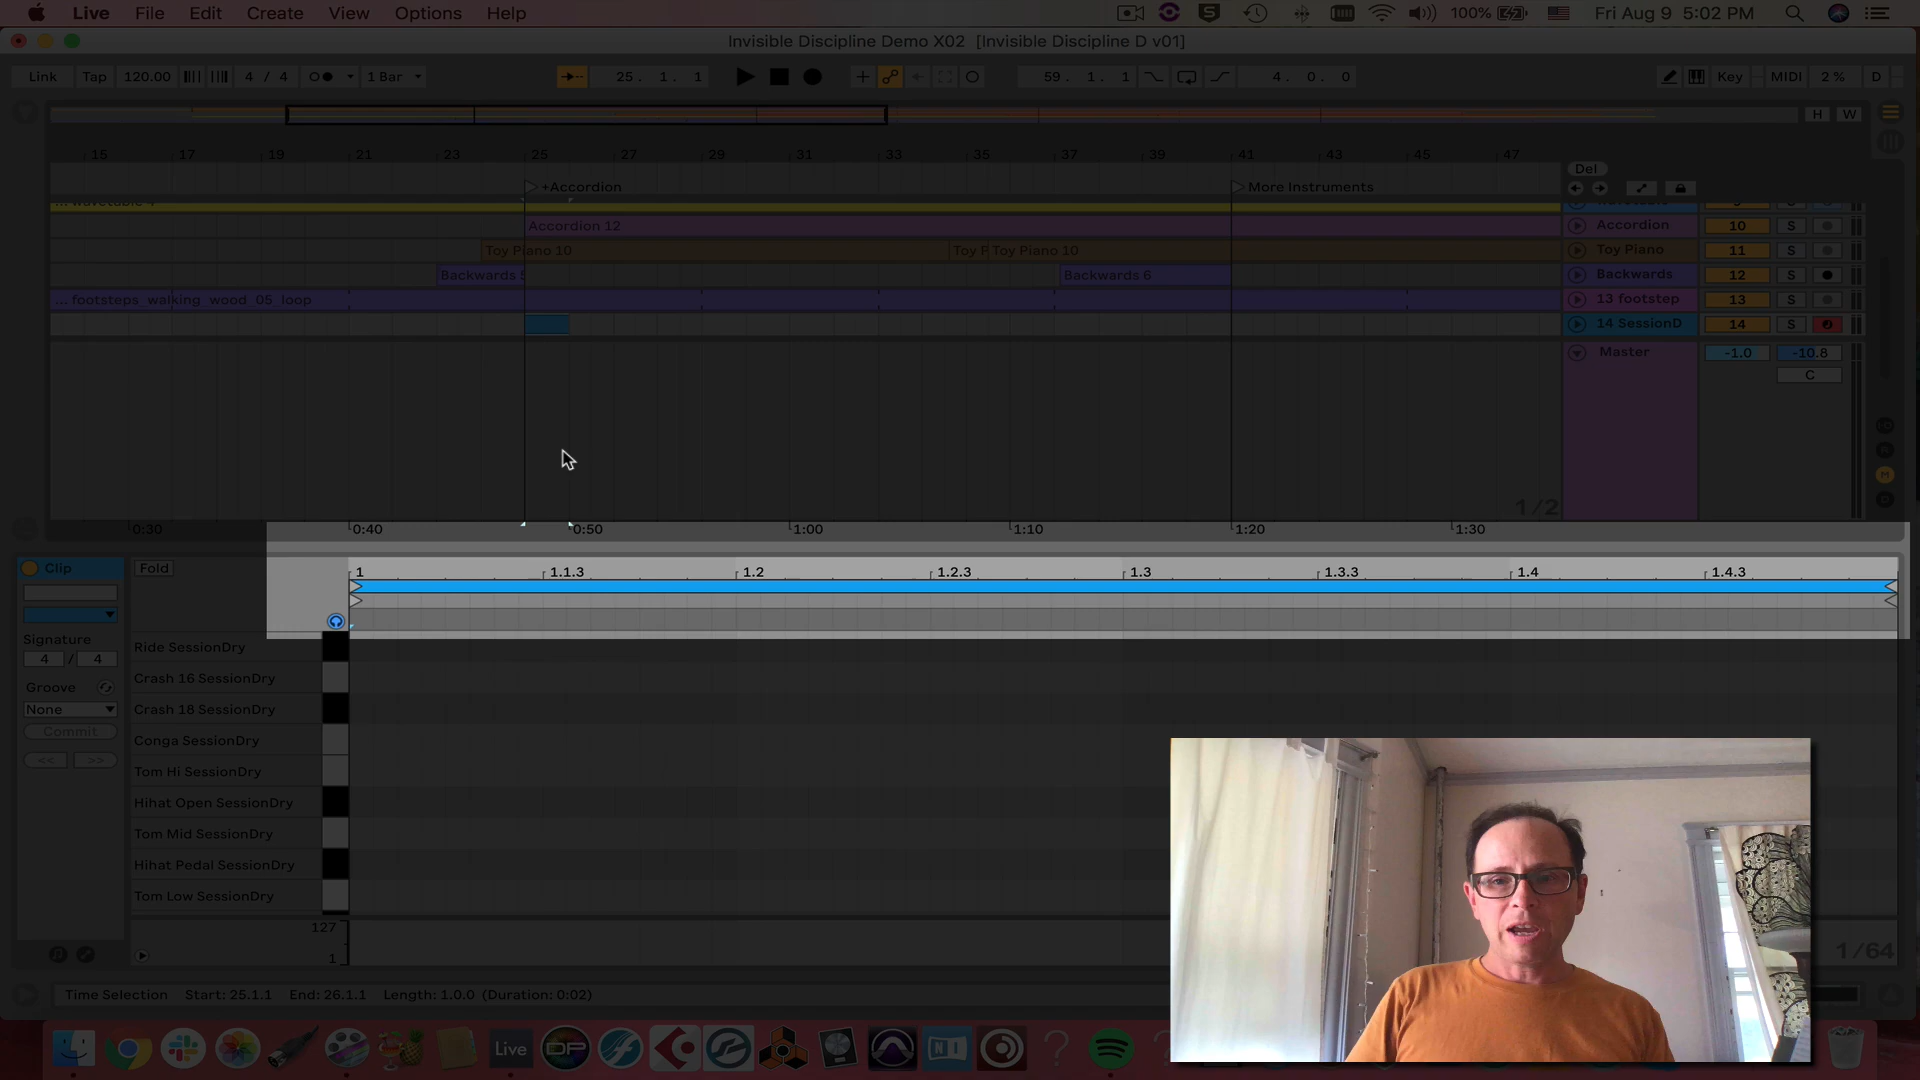 Live File Edit Create View Options Help 100% Fri Aug 9 5:02 PM
Invisible Discipline Demo X02 [Invisible Discipline D v01]
Link Tap 120.00 4 / 4 1 Bar 25. 1. 1 59. 1. 1 4. 0. 0 Key MIDI 2 % D
H W
15 17 19 21 23 25 27 29 31 33 35 37 39 41 43 45 47
Del
+Accordion More Instruments
... wavetable 4
Accordion 12 Accordion 10 S
Toy Piano 10 Toy P Toy Piano 10 Toy Piano 11 S
Backwards 5 Backwards 6 Backwards 12 S
... footsteps_walking_wood_05_loop 13 footstep 13 S
14 SessionD 14 S
Master -1.0 -10.8
C
1/2
0:30 0:40 0:50 1:00 1:10 1:20 1:30
Clip Fold 1 1.1.3 1.2 1.2.3 1.3 1.3.3 1.4 1.4.3
Signature
4 / 4
Groove
None
Commit
<< >>
Ride SessionDry
Crash 16 SessionDry
Crash 18 SessionDry
Conga SessionDry
Tom Hi SessionDry
Hihat Open SessionDry
Tom Mid SessionDry
Hihat Pedal SessionDry
Tom Low SessionDry
127
1
1/64
Time Selection Start: 25.1.1 End: 26.1.1 Length: 1.0.0 (Duration: 0:02)
Live DP NI